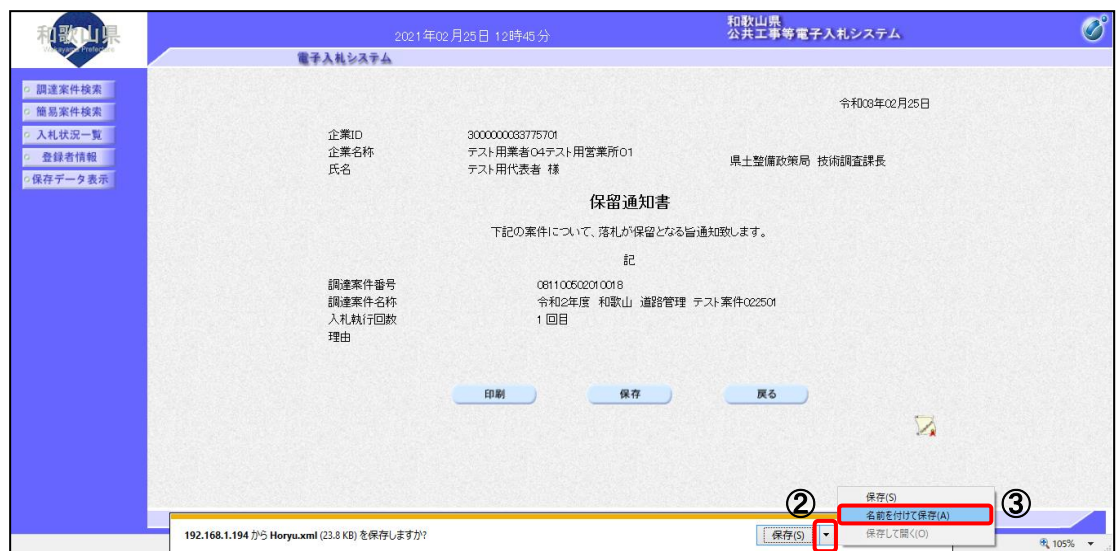 和歌山県
Wakayama Prefecture
2021年02月25日 12時45分
和歌山県
公共工事等電子入札システム
電子入札システム
調達案件検索
簡易案件検索
入札状況一覧
登録者情報
保存データ表示
令和03年02月25日
企業ID 3000000033775701
企業名称 テスト用業者04テスト用営業所01
氏名 テスト用代表者 様
県土整備政策局 技術調査課長
保留通知書
下記の案件について、落札が保留となる旨通知致します。
記
調達案件番号 081100502010018
調達案件名称 令和2年度 和歌山 道路管理 テスト案件022501
入札執行回数 1 回目
理由
印刷 保存 戻る
保存(S)
② ③
名前を付けて保存(A)
192.168.1.194 から Horyu.xml (23.8 KB) を保存しますか?
保存(S)
保存して開く(O)
105%